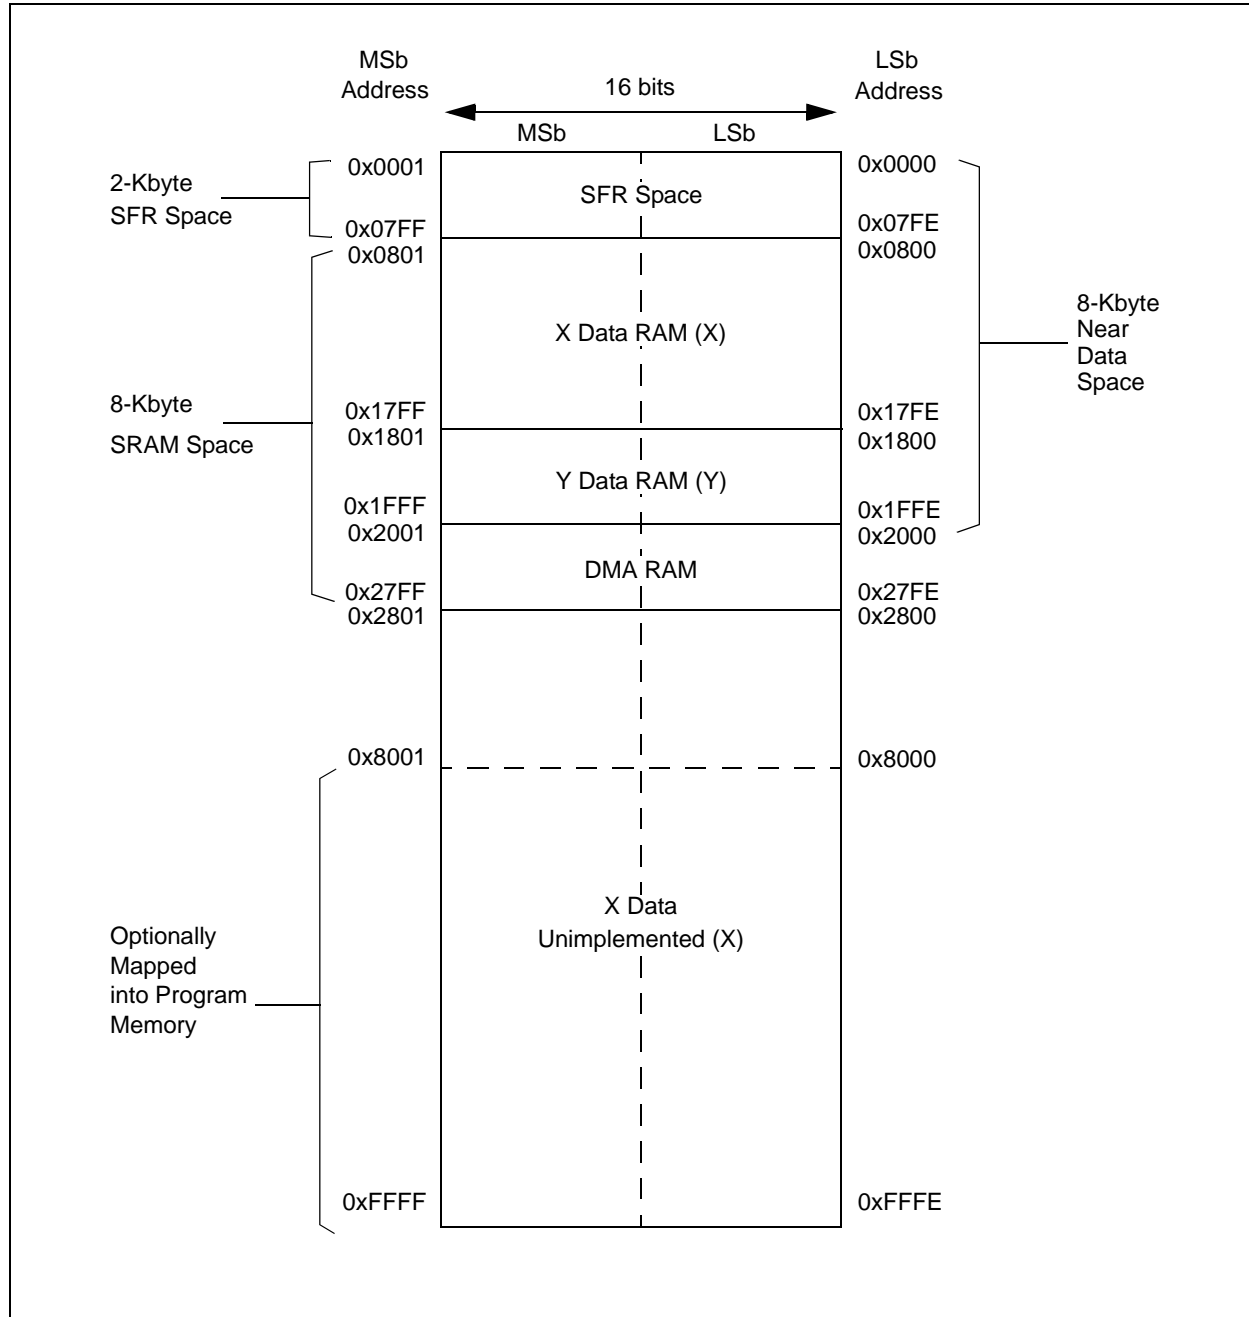 MSb
Address
16 bits
LSb
Address
MSb
LSb
0x0001
0x0000
2-Kbyte
SFR Space
SFR Space
0x07FF
0x07FE
0x0801
0x0800
X Data RAM (X)
8-Kbyte
Near
Data
Space
8-Kbyte
SRAM Space
0x17FF
0x17FE
0x1801
0x1800
Y Data RAM (Y)
0x1FFF
0x1FFE
0x2001
0x2000
DMA RAM
0x27FF
0x27FE
0x2801
0x2800
0x8001
0x8000
X Data
Unimplemented (X)
Optionally
Mapped
into Program
Memory
0xFFFF
0xFFFE